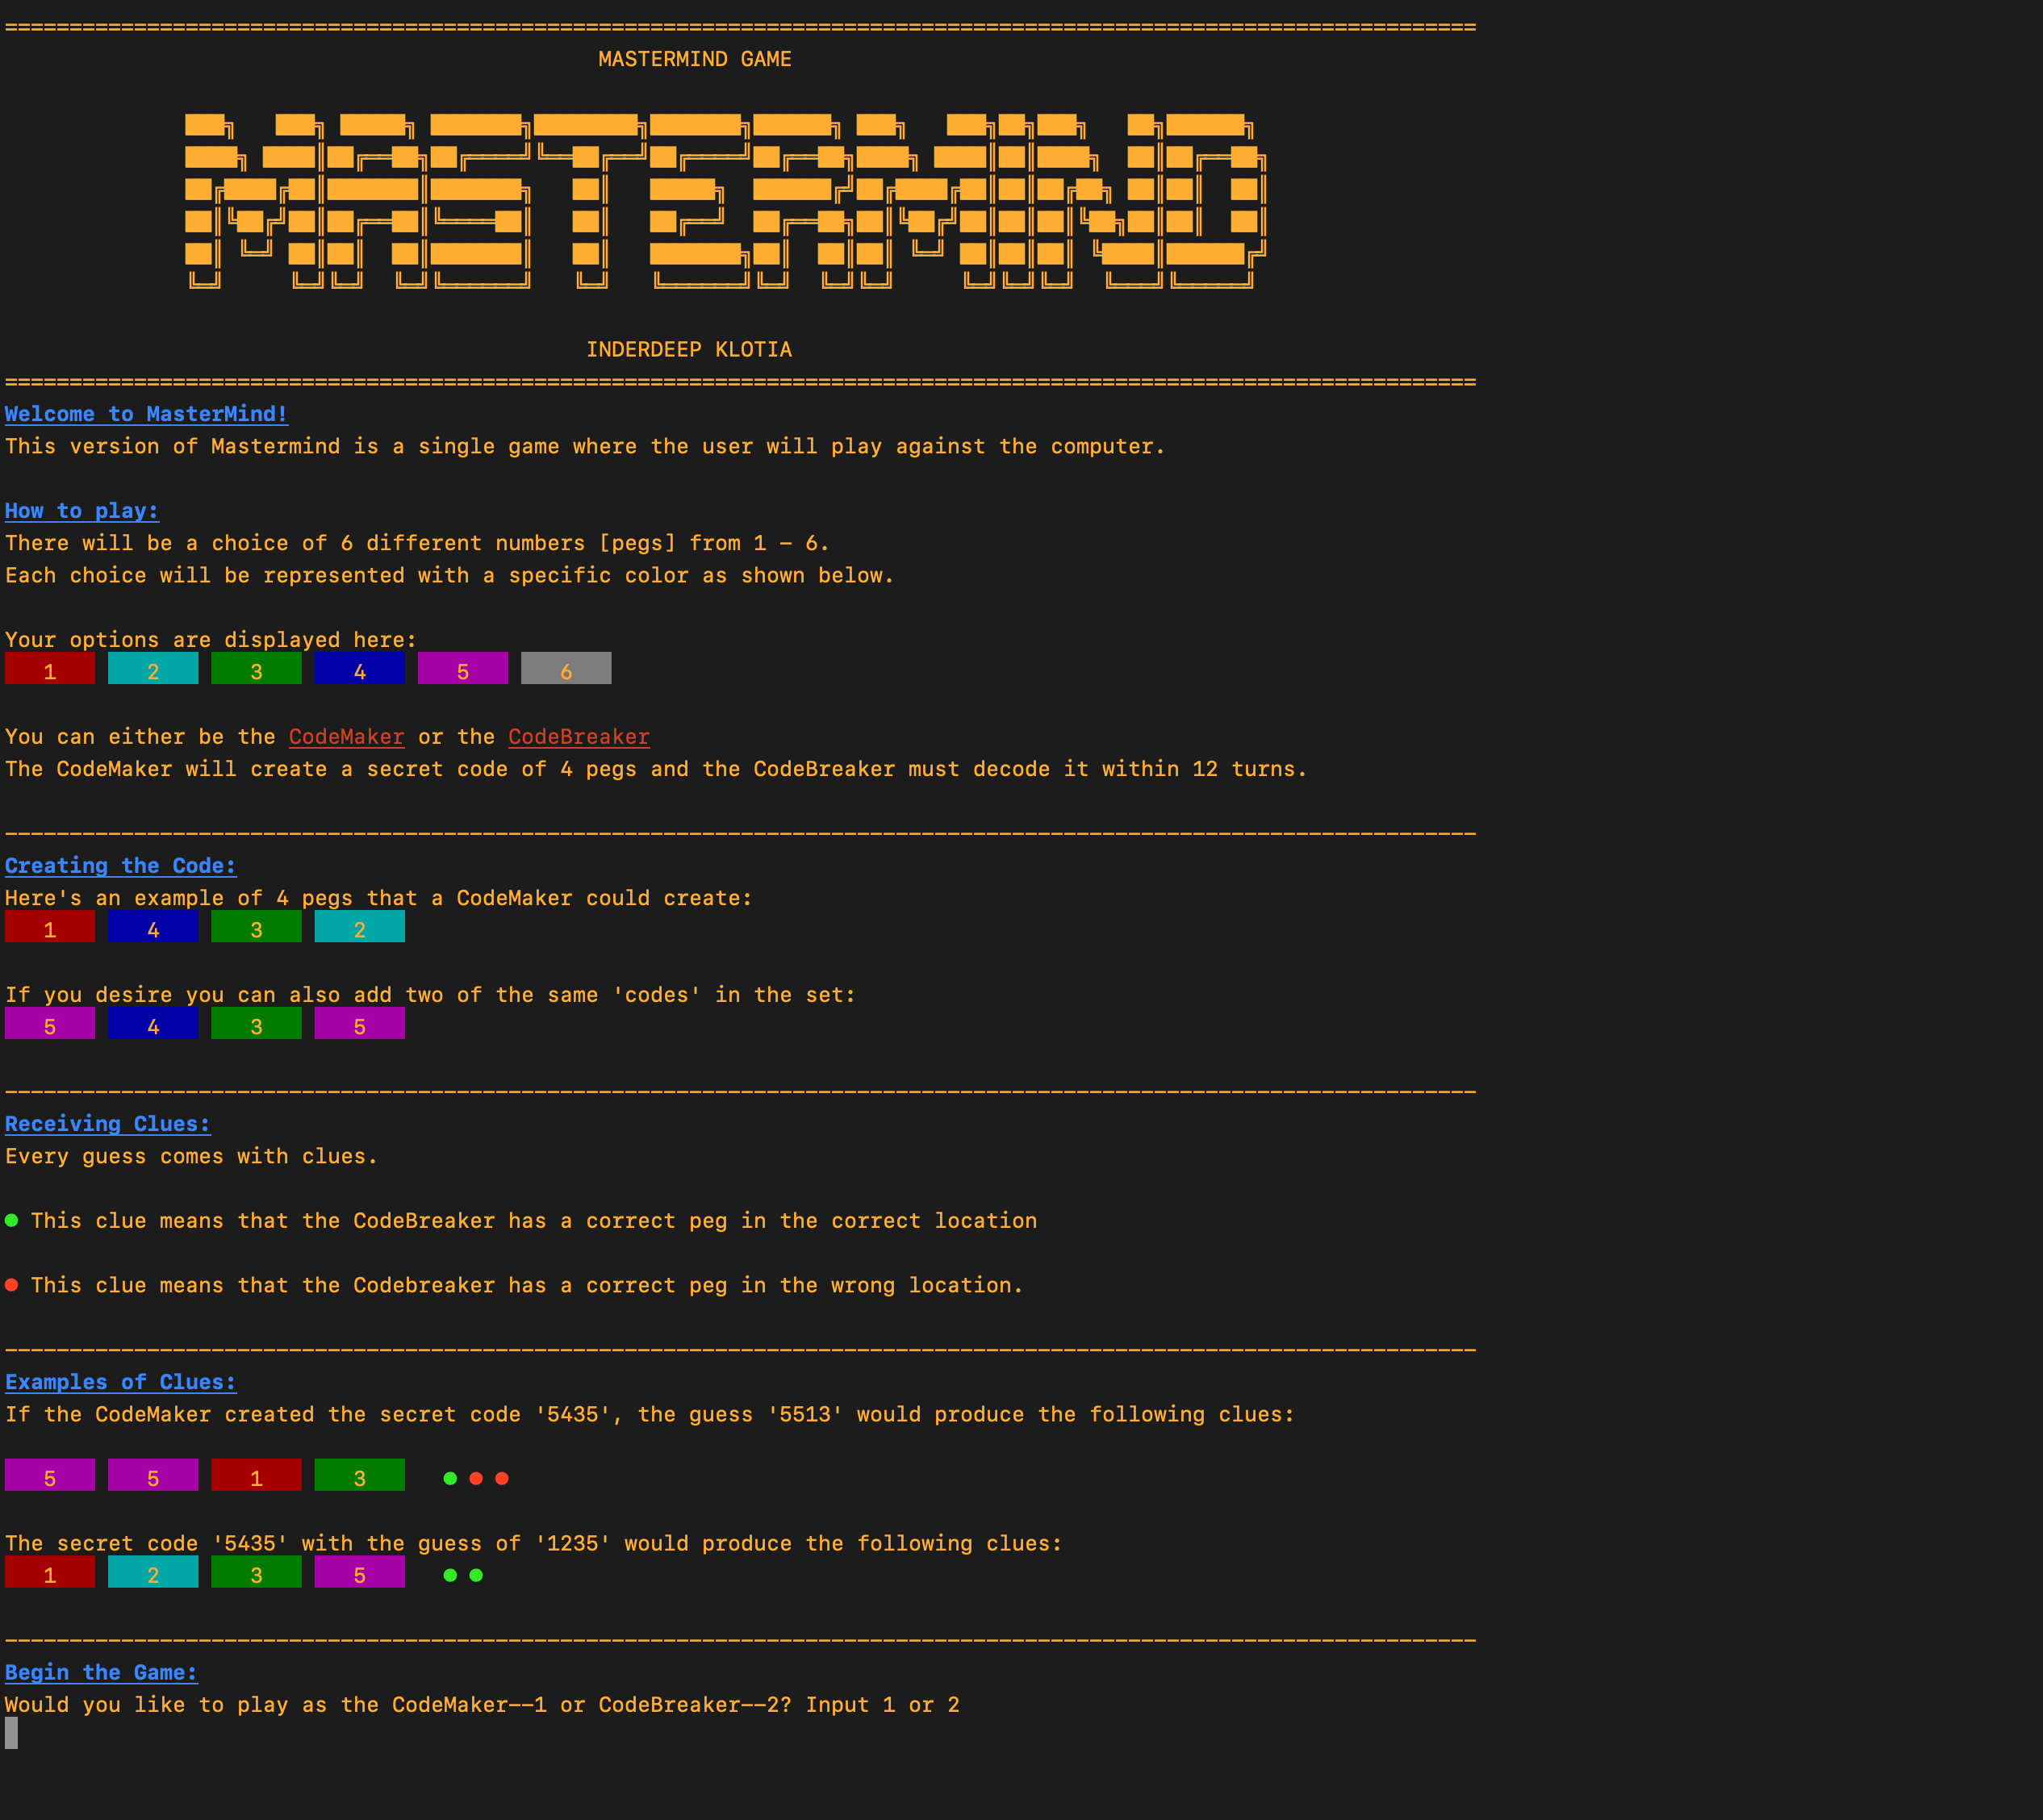 MASTERMIND GAME
MASTERMIND
INDERDEEP KLOTIA
Welcome to MasterMind!
This version of Mastermind is a single game where the user will play against the computer.
How to play:
There will be a choice of 6 different numbers [pegs] from 1 - 6.
Each choice will be represented with a specific color as shown below.
Your options are displayed here:
1 2 3 4 5 6
You can either be the CodeMaker or the CodeBreaker
The CodeMaker will create a secret code of 4 pegs and the CodeBreaker must decode it within 12 turns.
Creating the Code:
Here's an example of 4 pegs that a CodeMaker could create:
1 4 3 2
If you desire you can also add two of the same 'codes' in the set:
5 4 3 5
Receiving Clues:
Every guess comes with clues.
● This clue means that the CodeBreaker has a correct peg in the correct location
● This clue means that the Codebreaker has a correct peg in the wrong location.
Examples of Clues:
If the CodeMaker created the secret code '5435', the guess '5513' would produce the following clues:
5 5 1 3 ● ● ●
The secret code '5435' with the guess of '1235' would produce the following clues:
1 2 3 5 ● ●
Begin the Game:
Would you like to play as the CodeMaker--1 or CodeBreaker--2? Input 1 or 2